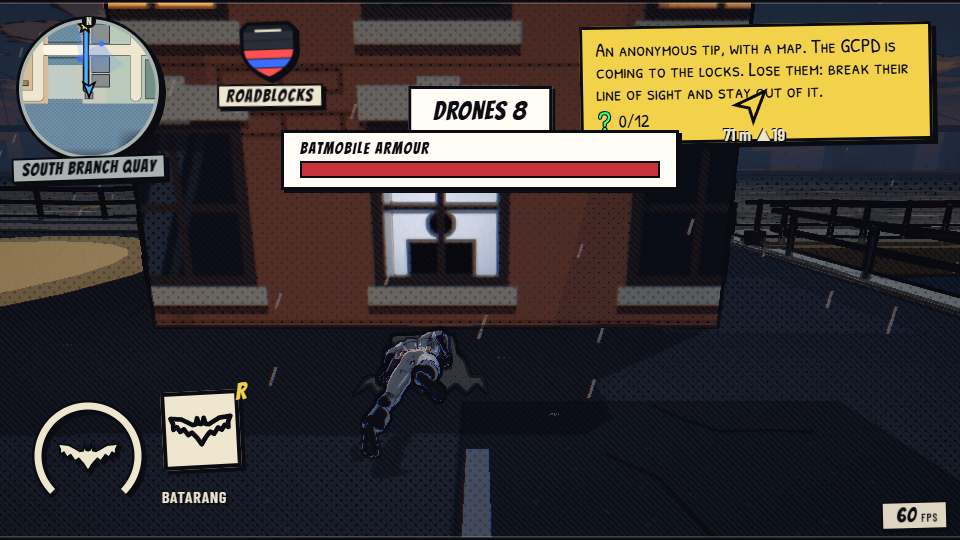 N
SOUTH BRANCH QUAY
ROADBLOCKS
DRONES 8
BATMOBILE ARMOUR
AN ANONYMOUS TIP, WITH A MAP. THE GCPD IS
COMING TO THE LOCKS. LOSE THEM: BREAK THEIR
LINE OF SIGHT AND STAY OUT OF IT.
0/12
71m ▲19
R
BATARANG
60 FPS